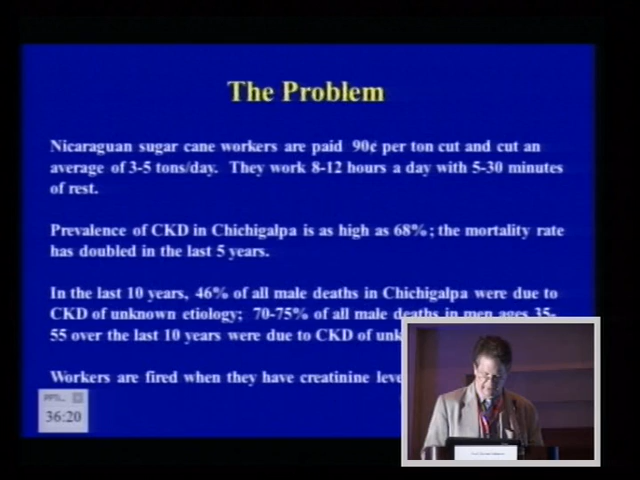 The Problem
Nicaraguan sugar cane workers are paid 90¢ per ton cut and cut an
average of 3-5 tons/day. They work 8-12 hours a day with 5-30 minutes
of rest.
Prevalence of CKD in Chichigalpa is as high as 68%; the mortality rate
has doubled in the last 5 years.
In the last 10 years, 46% of all male deaths in Chichigalpa were due to
CKD of unknown etiology; 70-75% of all male deaths in men ages 35-
55 over the last 10 years were due to CKD of
Workers are fired when they have creatinine
36:20